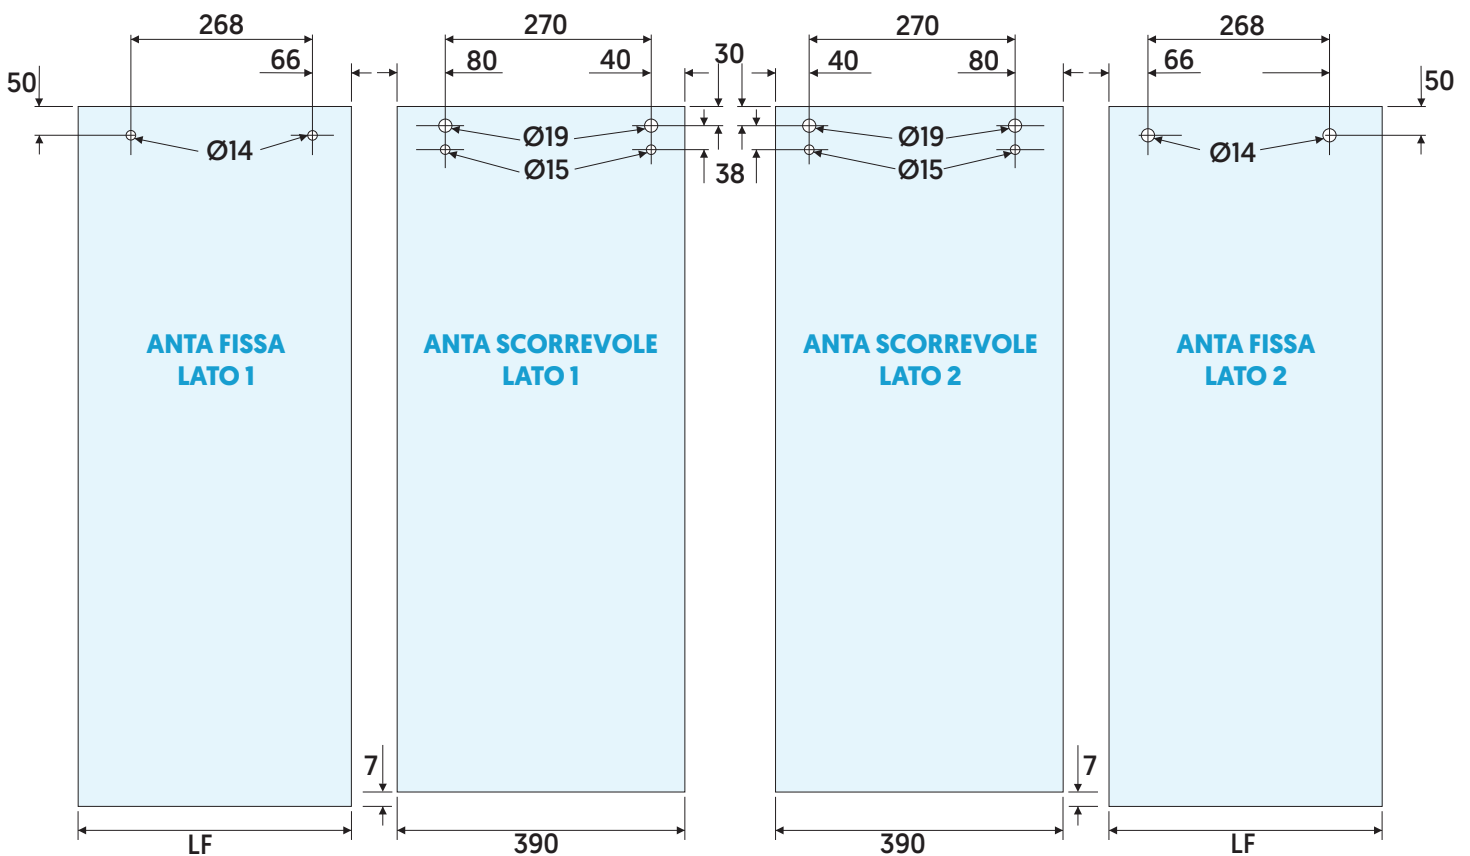 268
270
270
268
66
80
40
30
40
80
66
50
50
Ø14
Ø19
Ø15
38
Ø19
Ø15
Ø14
ANTA FISSA
LATO 1
ANTA SCORREVOLE
LATO 1
ANTA SCORREVOLE
LATO 2
ANTA FISSA
LATO 2
7
7
LF
390
390
LF